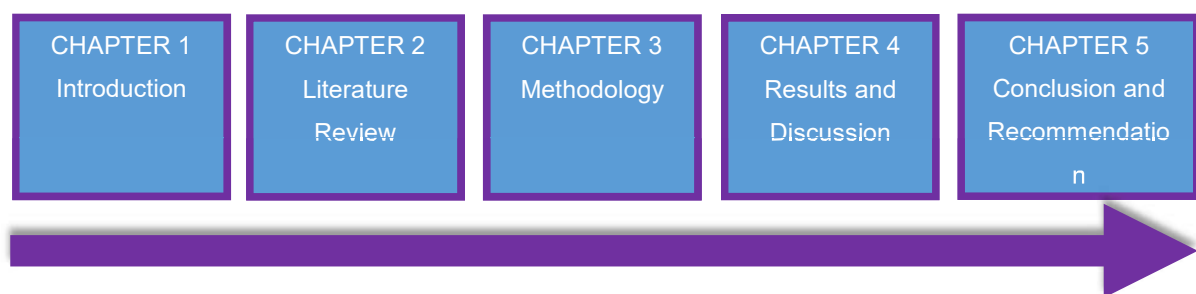 CHAPTER 1
Introduction
CHAPTER 2
Literature
Review
CHAPTER 3
Methodology
CHAPTER 4
Results and
Discussion
CHAPTER 5
Conclusion and
Recommendatio
n